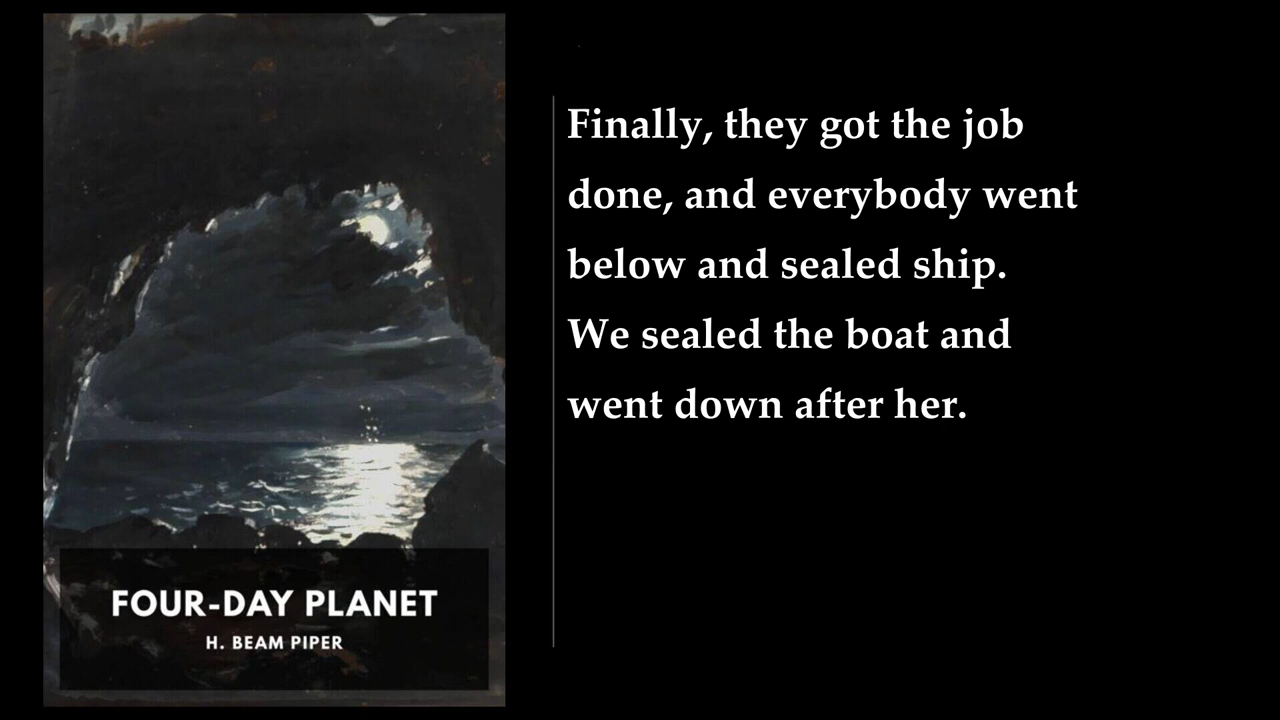 Finally, they got the job
done, and everybody went
below and sealed ship.
We sealed the boat and
went down after her.
FOUR-DAY PLANET
H. BEAM PIPER